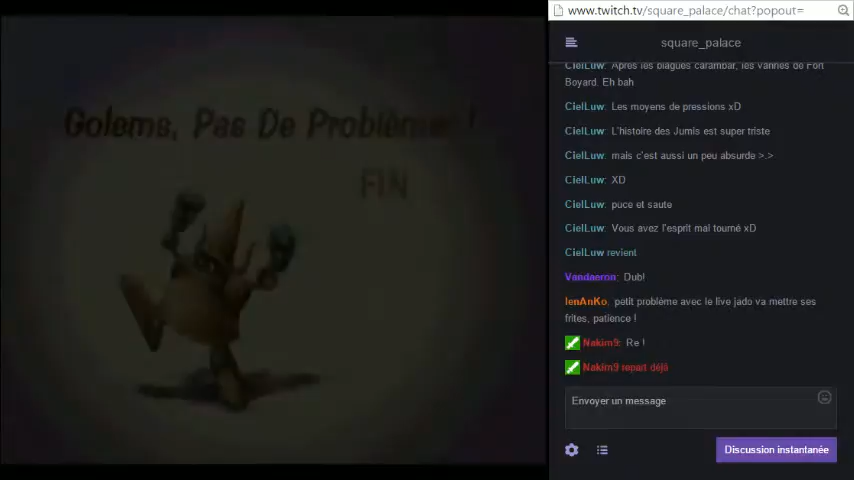 Golems, Pas De Problèmes !
FIN
www.twitch.tv/square_palace/chat?popout=
square_palace
CielLuw: Après les blagues carambar, les vannes de Fort
Boyard. Eh bah
CielLuw: Les moyens de pressions xD
CielLuw: L'histoire des Jumis est super triste
CielLuw: mais c'est aussi un peu absurde >.>
CielLuw: XD
CielLuw: puce et saute
CielLuw: Vous avez l'esprit mal tourné xD
CielLuw revient
Vandaeron: Dub!
IenAnKo: petit problème avec le live jado va mettre ses
frites, patience !
Nakim9: Re !
Nakim9 repart déjà
Envoyer un message
Discussion instantanée